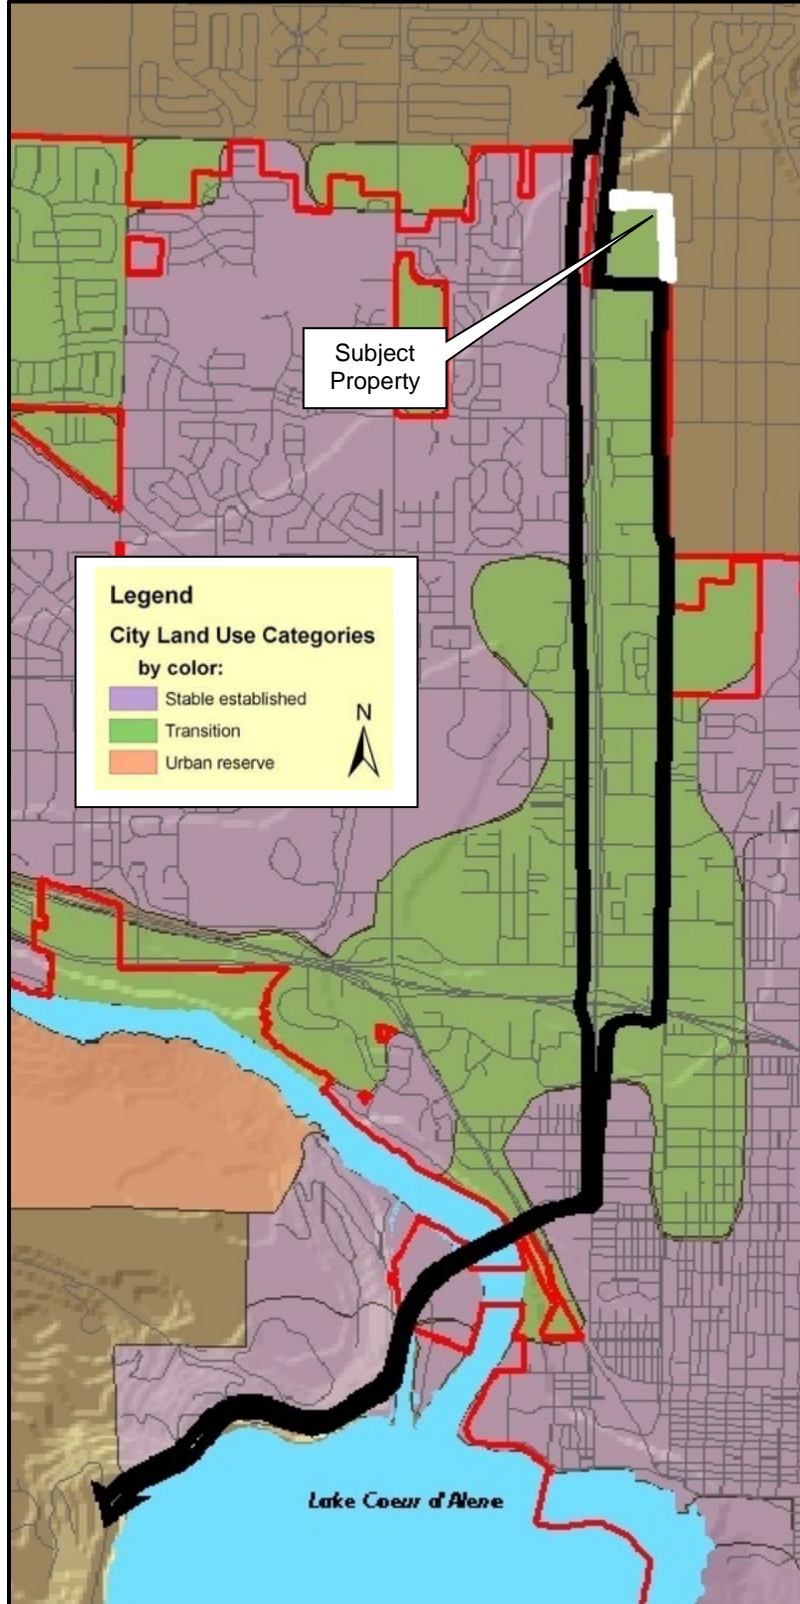 Subject
Property
Legend
City Land Use Categories
by color:
Stable established
Transition
Urban reserve
N
Lake Coeur d'Alene